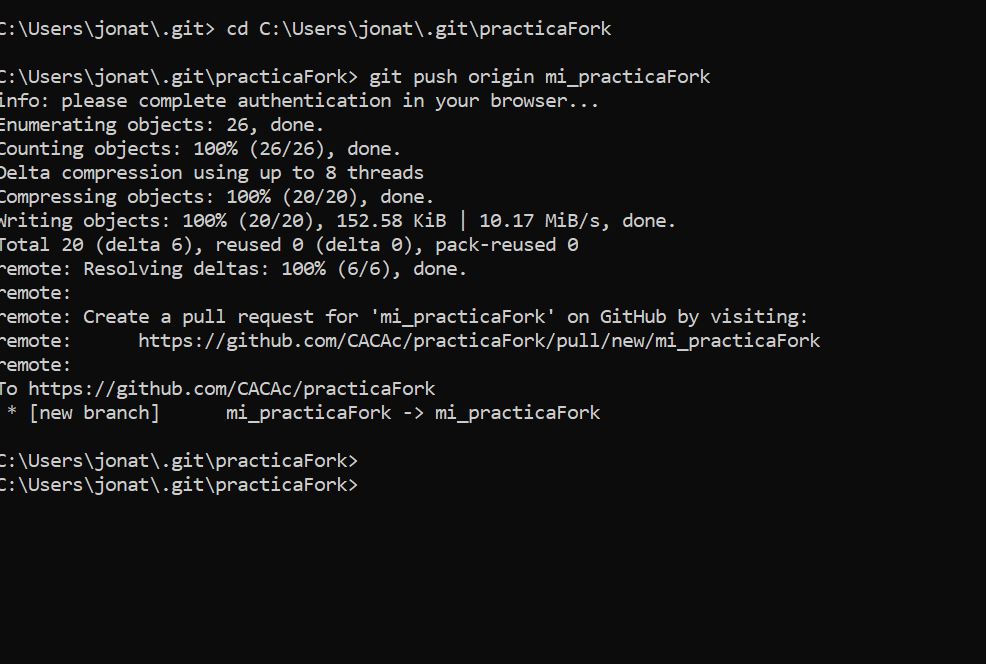 C:\Users\jonat\.git> cd C:\Users\jonat\.git\practicaFork
C:\Users\jonat\.git\practicaFork> git push origin mi_practicaFork
info: please complete authentication in your browser...
Enumerating objects: 26, done.
Counting objects: 100% (26/26), done.
Delta compression using up to 8 threads
Compressing objects: 100% (20/20), done.
Writing objects: 100% (20/20), 152.58 KiB | 10.17 MiB/s, done.
Total 20 (delta 6), reused 0 (delta 0), pack-reused 0
remote: Resolving deltas: 100% (6/6), done.
remote:
remote: Create a pull request for 'mi_practicaFork' on GitHub by visiting:
remote:      https://github.com/CACAc/practicaFork/pull/new/mi_practicaFork
remote:
To https://github.com/CACAc/practicaFork
 * [new branch]      mi_practicaFork -> mi_practicaFork
C:\Users\jonat\.git\practicaFork>
C:\Users\jonat\.git\practicaFork>